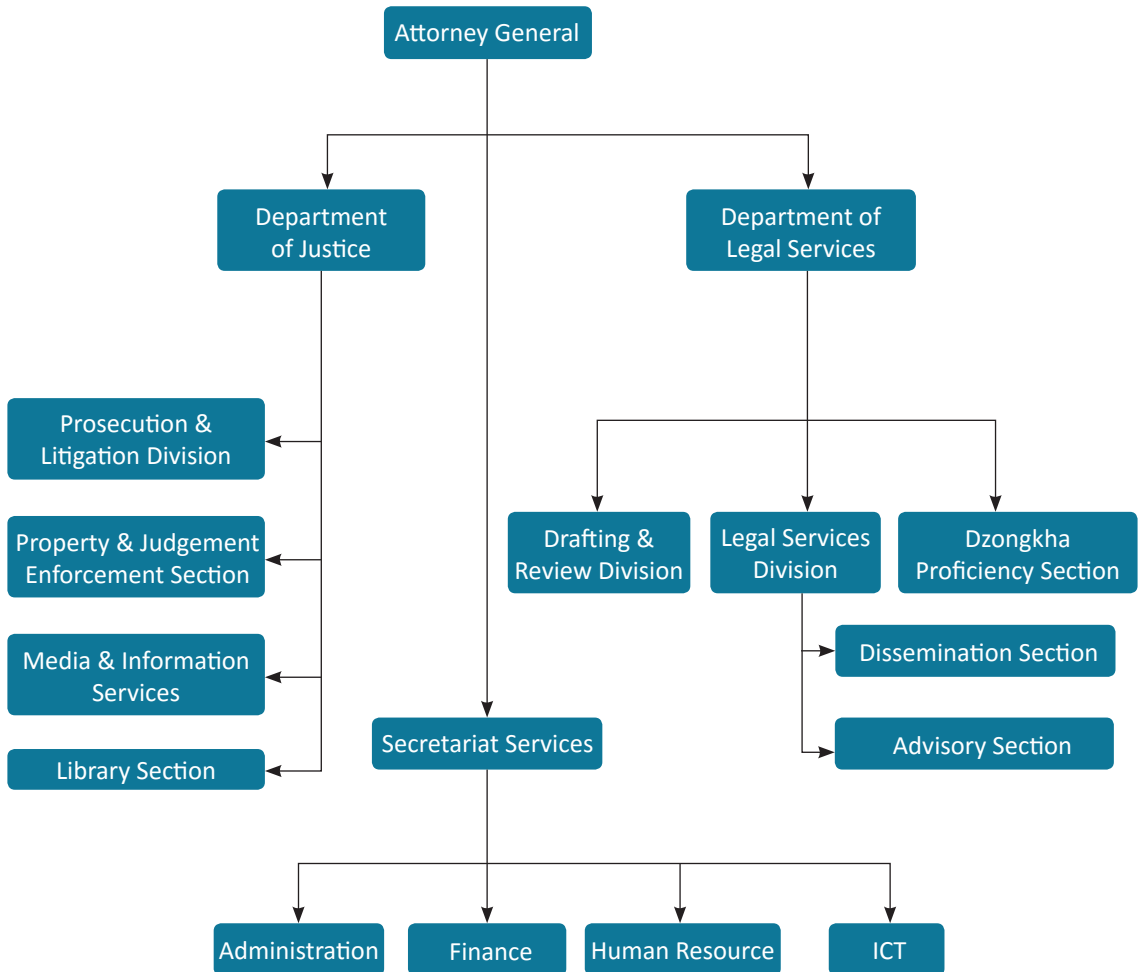 Attorney General
Department
of Justice
Department of
Legal Services
Prosecution &
Litigation Division
Property & Judgement
Enforcement Section
Media & Information
Services
Library Section
Drafting &
Review Division
Legal Services
Division
Dzongkha
Proficiency Section
Dissemination Section
Advisory Section
Secretariat Services
Administration
Finance
Human Resource
ICT